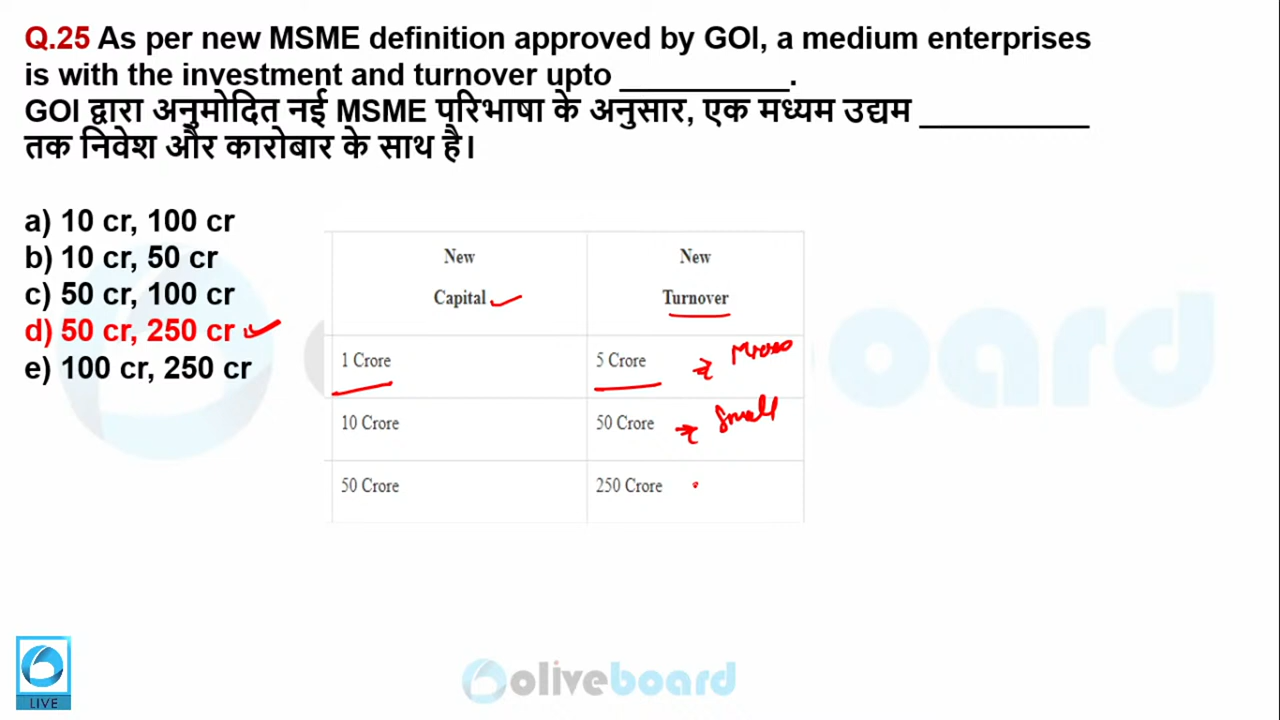 Q.25 As per new MSME definition approved by GOI, a medium enterprises
is with the investment and turnover upto __________.
GOI द्वारा अनुमोदित नई MSME परिभाषा के अनुसार, एक मध्यम उद्यम __________
तक निवेश और कारोबार के साथ है।
a) 10 cr, 100 cr
b) 10 cr, 50 cr
c) 50 cr, 100 cr
d) 50 cr, 250 cr
e) 100 cr, 250 cr
New New
Capital Turnover
1 Crore 5 Crore Micro
10 Crore 50 Crore Small
50 Crore 250 Crore
oliveboard
LIVE
oliveboard